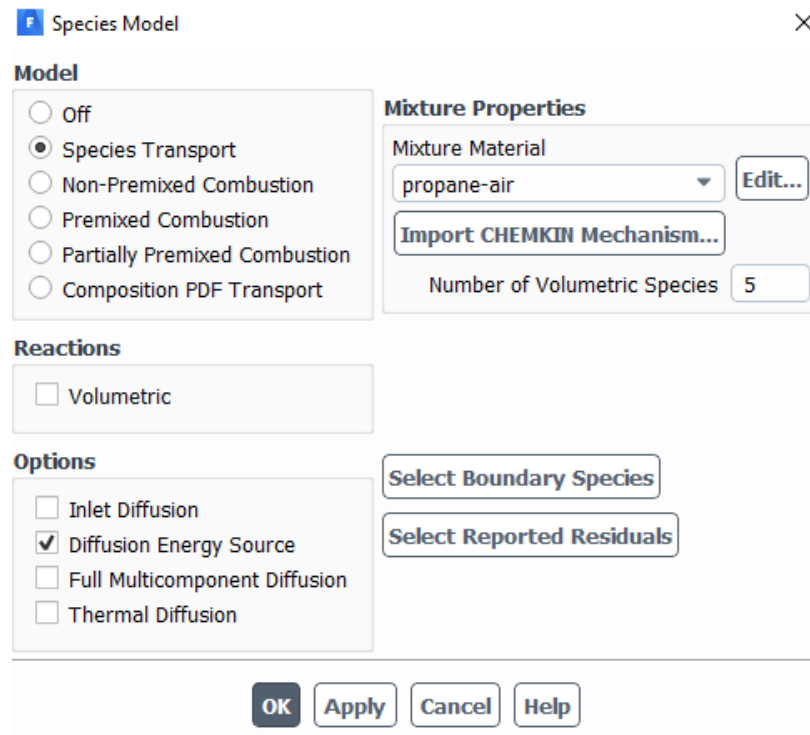 F Species Model
Model
Off
Species Transport
Non-Premixed Combustion
Premixed Combustion
Partially Premixed Combustion
Composition PDF Transport
Mixture Properties
Mixture Material
propane-air
Edit...
Import CHEMKIN Mechanism...
Number of Volumetric Species 5
Reactions
Volumetric
Options
Inlet Diffusion
Diffusion Energy Source
Full Multicomponent Diffusion
Thermal Diffusion
Select Boundary Species
Select Reported Residuals
OK Apply Cancel Help